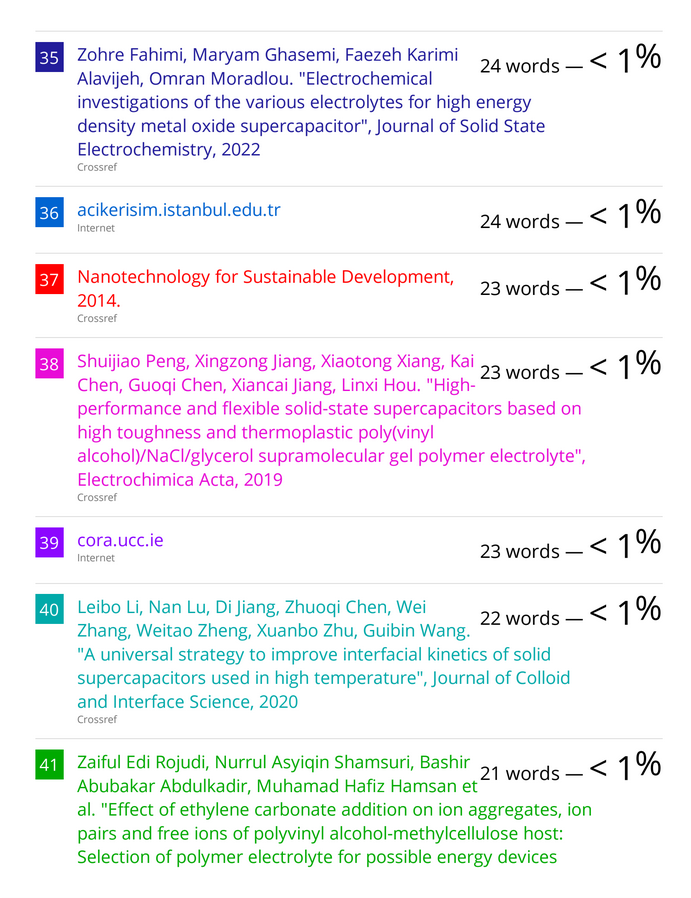 35 Zohre Fahimi, Maryam Ghasemi, Faezeh Karimi 24 words — < 1%
Alavijeh, Omran Moradlou. "Electrochemical
investigations of the various electrolytes for high energy
density metal oxide supercapacitor", Journal of Solid State
Electrochemistry, 2022
Crossref
36 acikerisim.istanbul.edu.tr 24 words — < 1%
Internet
37 Nanotechnology for Sustainable Development, 23 words — < 1%
2014.
Crossref
38 Shuijiao Peng, Xingzong Jiang, Xiaotong Xiang, Kai 23 words — < 1%
Chen, Guoqi Chen, Xiancai Jiang, Linxi Hou. "High-
performance and flexible solid-state supercapacitors based on
high toughness and thermoplastic poly(vinyl
alcohol)/NaCl/glycerol supramolecular gel polymer electrolyte",
Electrochimica Acta, 2019
Crossref
39 cora.ucc.ie 23 words — < 1%
Internet
40 Leibo Li, Nan Lu, Di Jiang, Zhuoqi Chen, Wei 22 words — < 1%
Zhang, Weitao Zheng, Xuanbo Zhu, Guibin Wang.
"A universal strategy to improve interfacial kinetics of solid
supercapacitors used in high temperature", Journal of Colloid
and Interface Science, 2020
Crossref
41 Zaiful Edi Rojudi, Nurrul Asyiqin Shamsuri, Bashir 21 words — < 1%
Abubakar Abdulkadir, Muhamad Hafiz Hamsan et
al. "Effect of ethylene carbonate addition on ion aggregates, ion
pairs and free ions of polyvinyl alcohol-methylcellulose host:
Selection of polymer electrolyte for possible energy devices